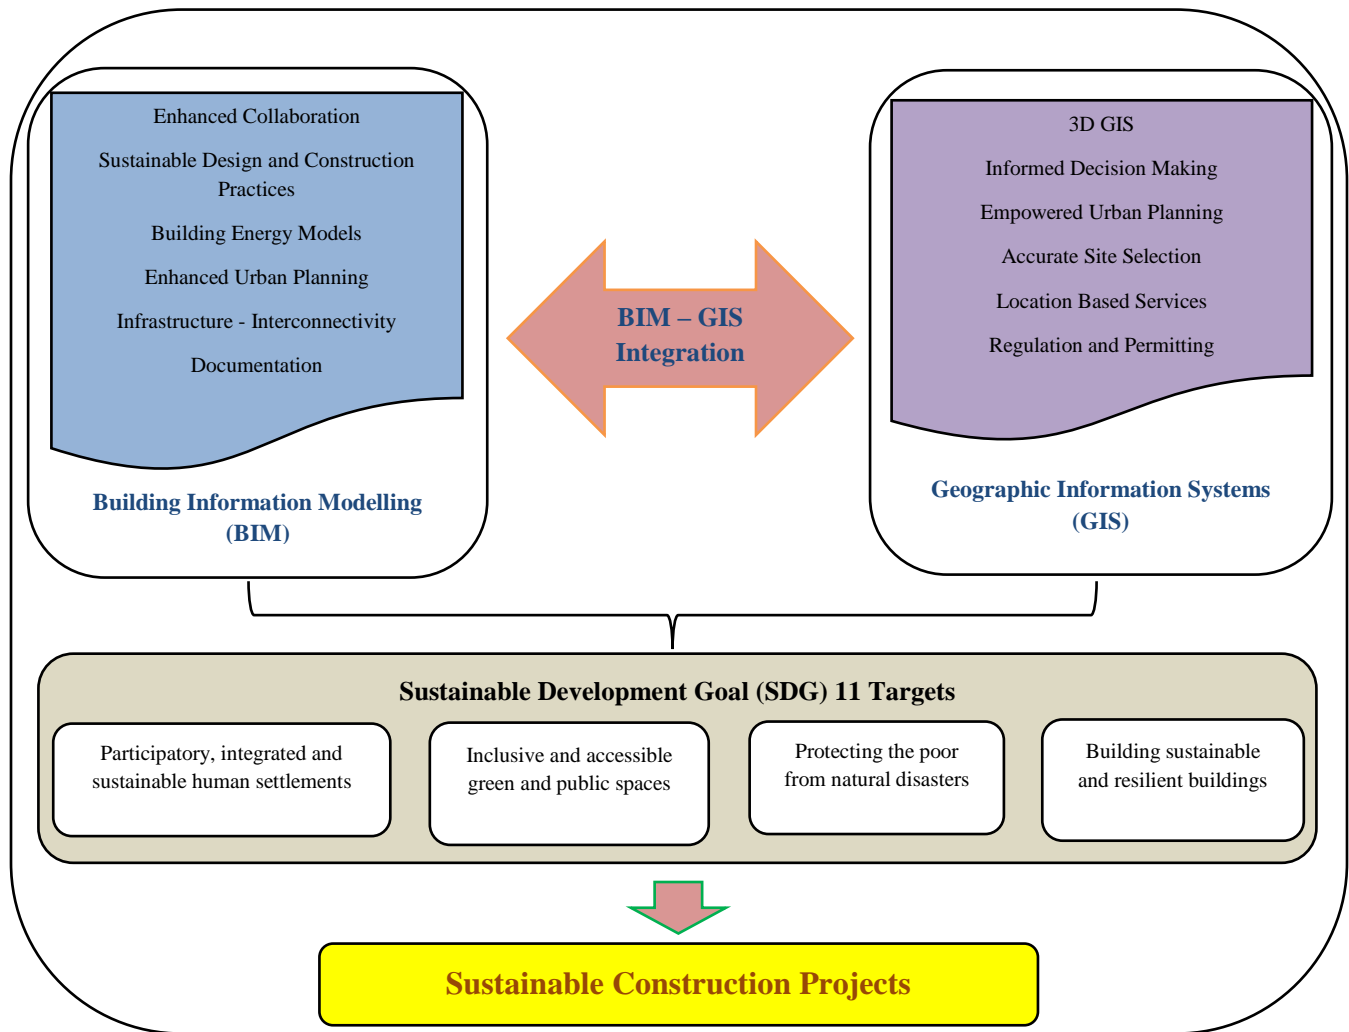 Enhanced Collaboration
Sustainable Design and Construction
Practices
Building Energy Models
Enhanced Urban Planning
Infrastructure - Interconnectivity
Documentation
Building Information Modelling
(BIM)
BIM – GIS
Integration
3D GIS
Informed Decision Making
Empowered Urban Planning
Accurate Site Selection
Location Based Services
Regulation and Permitting
Geographic Information Systems
(GIS)
Sustainable Development Goal (SDG) 11 Targets
Participatory, integrated and
sustainable human settlements
Inclusive and accessible
green and public spaces
Protecting the poor
from natural disasters
Building sustainable
and resilient buildings
Sustainable Construction Projects